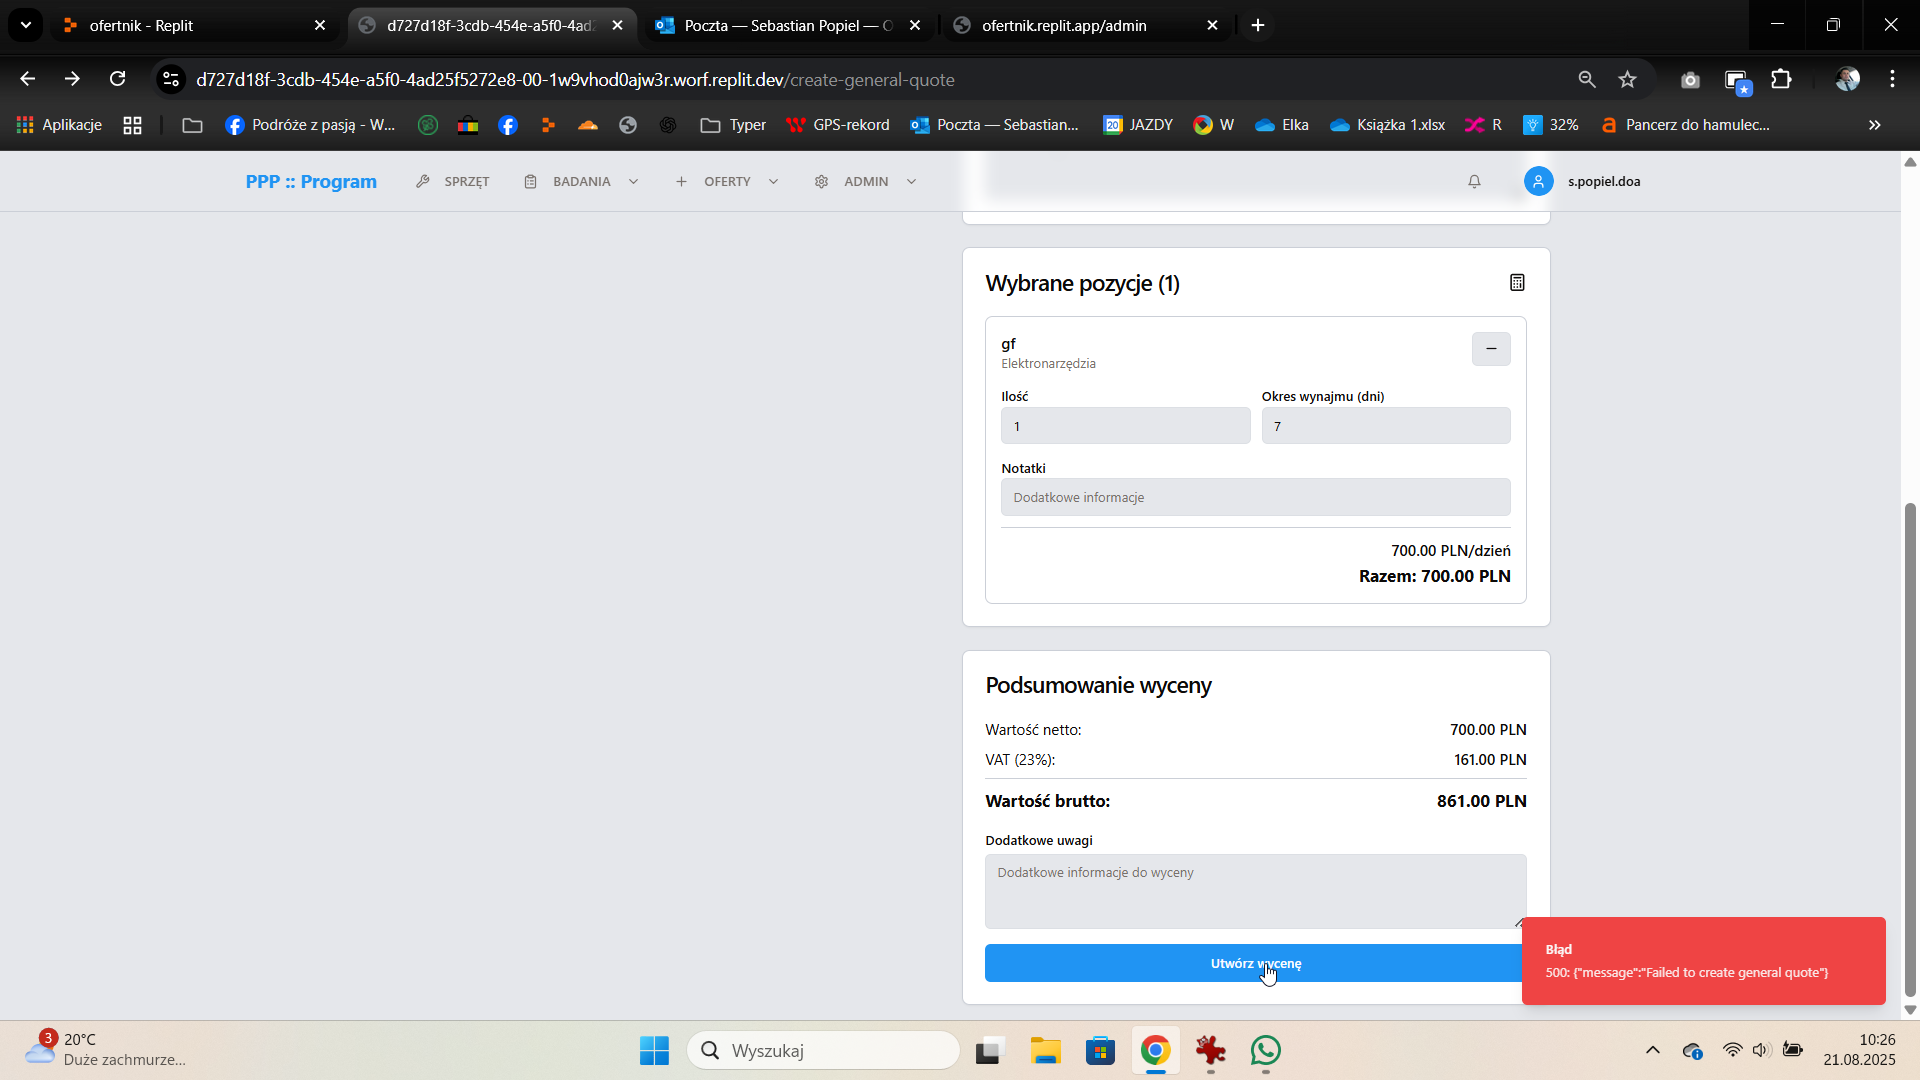 ofertnik - Replit
d727d18f-3cdb-454e-a5f0-4ad2
Poczta — Sebastian Popiel — O
ofertnik.replit.app/admin
d727d18f-3cdb-454e-a5f0-4ad25f5272e8-00-1w9vhod0ajw3r.worf.replit.dev/create-general-quote
Aplikacje
Podróże z pasją - W...
Typer
GPS-rekord
Poczta — Sebastian...
20
JAZDY
W
Elka
Książka 1.xlsx
R
32%
Pancerz do hamulec...
PPP :: Program
SPRZĘT
BADANIA
OFERTY
ADMIN
s.popiel.doa
Wybrane pozycje (1)
gf
Elektronarzędzia
Ilość
Okres wynajmu (dni)
1
7
Notatki
Dodatkowe informacje
700.00 PLN/dzień
Razem: 700.00 PLN
Podsumowanie wyceny
Wartość netto:
700.00 PLN
VAT (23%):
161.00 PLN
Wartość brutto:
861.00 PLN
Dodatkowe uwagi
Dodatkowe informacje do wyceny
Utwórz wycenę
Błąd
500: {"message":"Failed to create general quote"}
3
20°C
Duże zachmurze...
Wyszukaj
10:26
21.08.2025